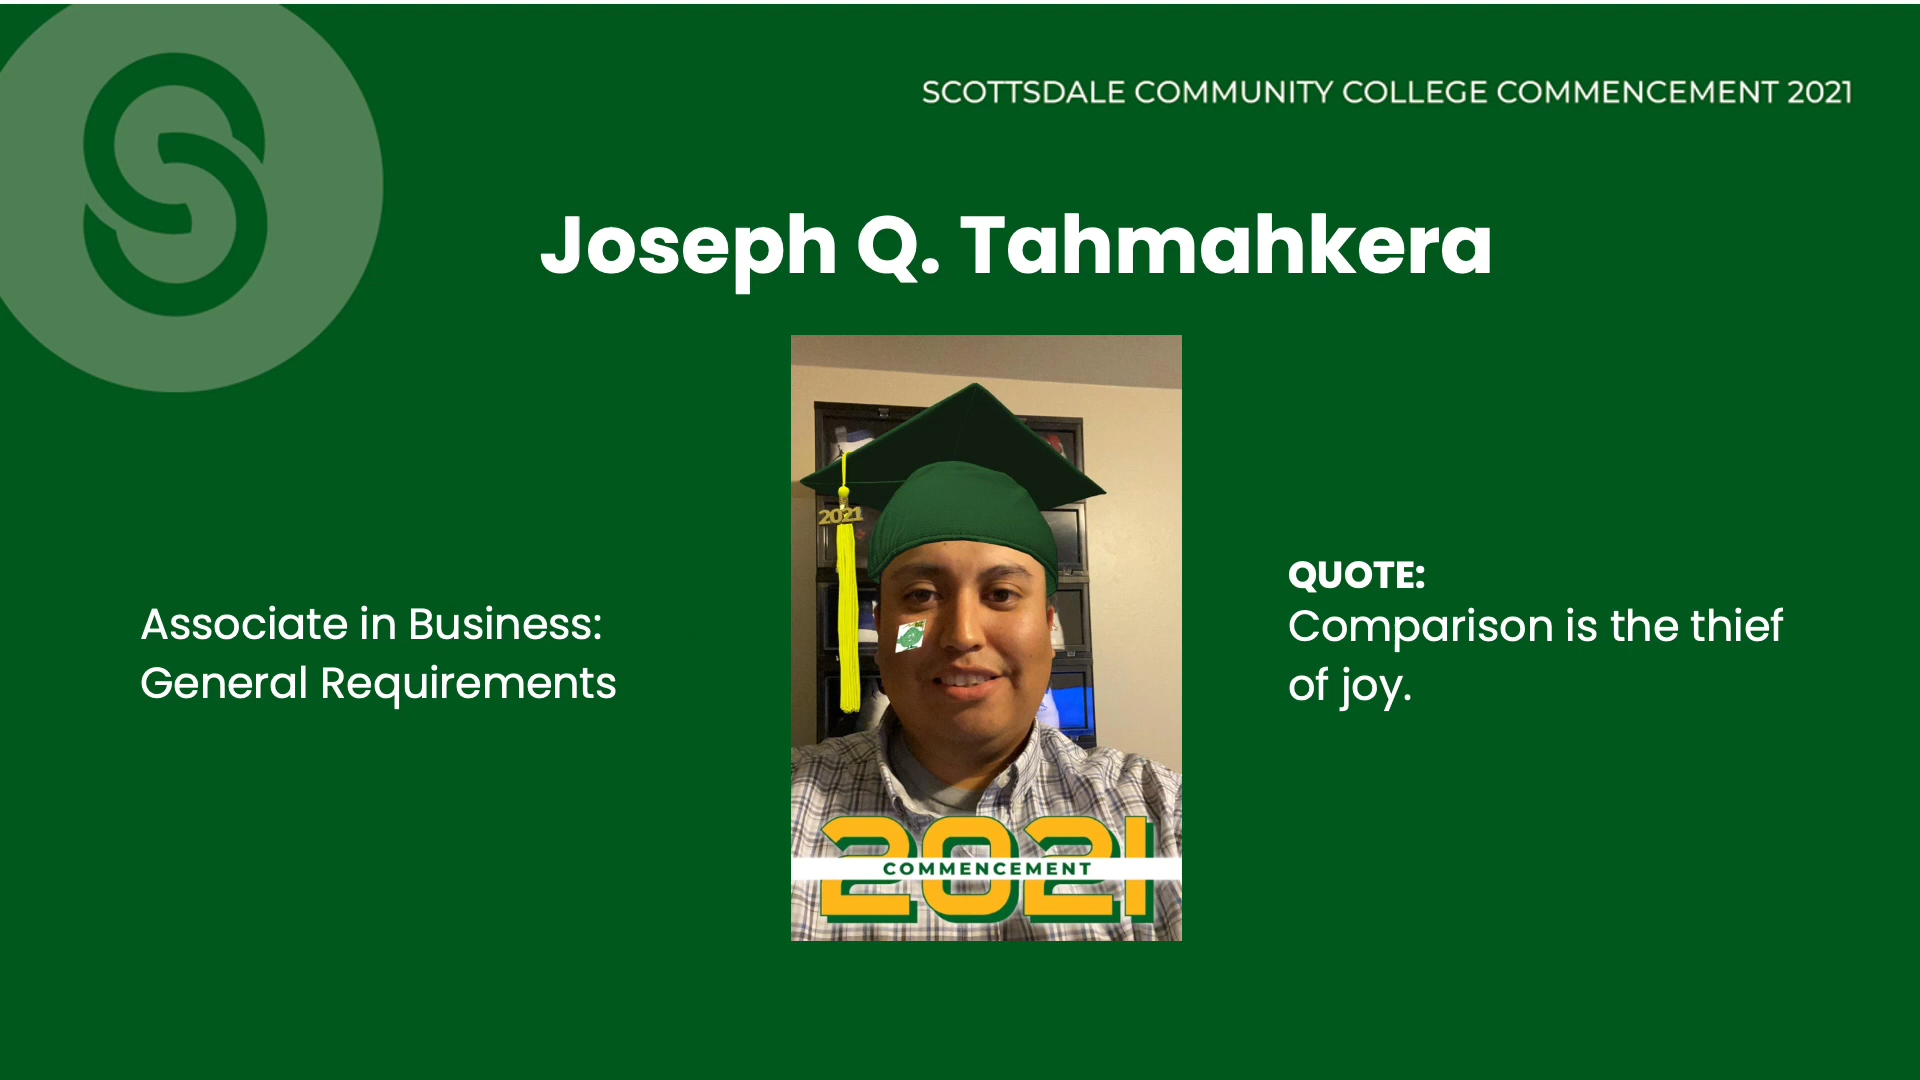 SCOTTSDALE COMMUNITY COLLEGE COMMENCEMENT 2021
Joseph Q. Tahmahkera
Associate in Business:
General Requirements
2021
2021
COMMENCEMENT
QUOTE:
Comparison is the thief
of joy.